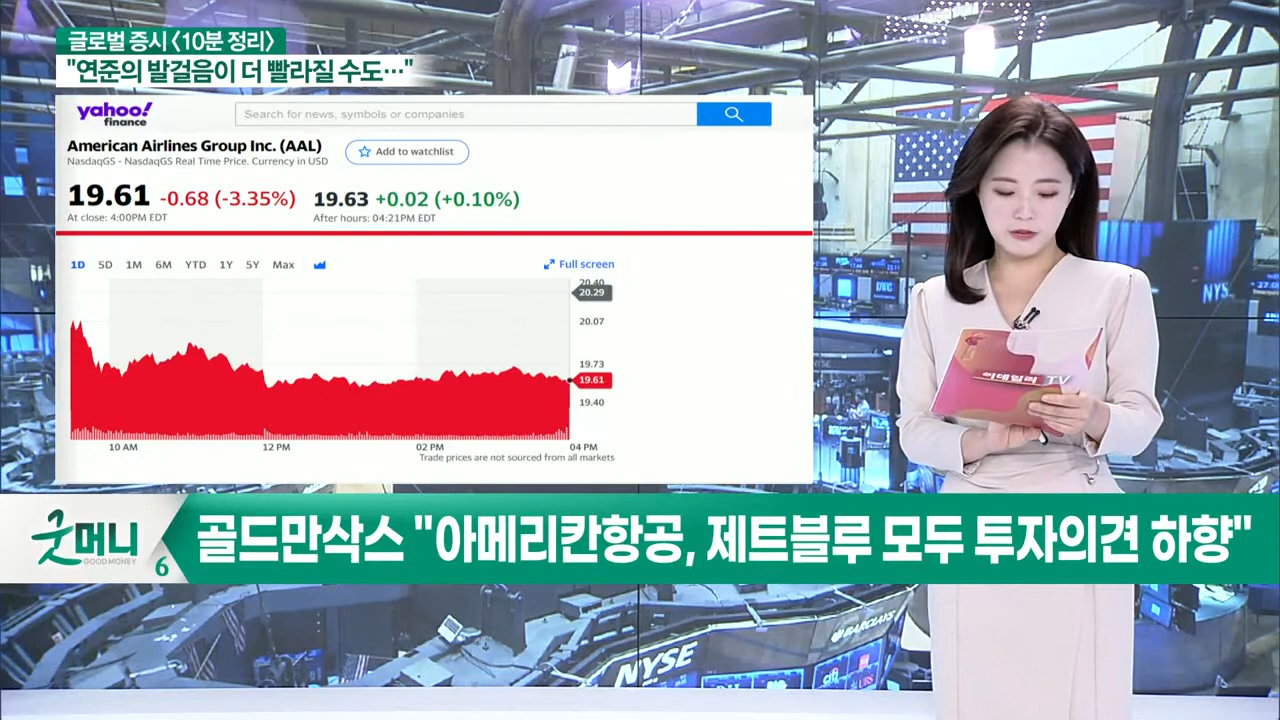 글로벌 증시 <10분 정리>
"연준의 발걸음이 더 빨라질 수도…"
yahoo!
finance
Search for news, symbols or companies
American Airlines Group Inc. (AAL)
NasdaqGS - NasdaqGS Real Time Price. Currency in USD
Add to watchlist
19.61 -0.68 (-3.35%)
At close: 4:00PM EDT
19.63 +0.02 (+0.10%)
After hours: 04:21PM EDT
1D 5D 1M 6M YTD 1Y 5Y Max
Full screen
20.40
20.29
20.07
19.73
19.61
19.40
10 AM 12 PM 02 PM 04 PM
Trade prices are not sourced from all markets
이데일리 TV
NYS
굿머니
GOOD MONEY
6
골드만삭스 "아메리칸항공, 제트블루 모두 투자의견 하향"
BARCLAYS
NYSE
citi
UBS